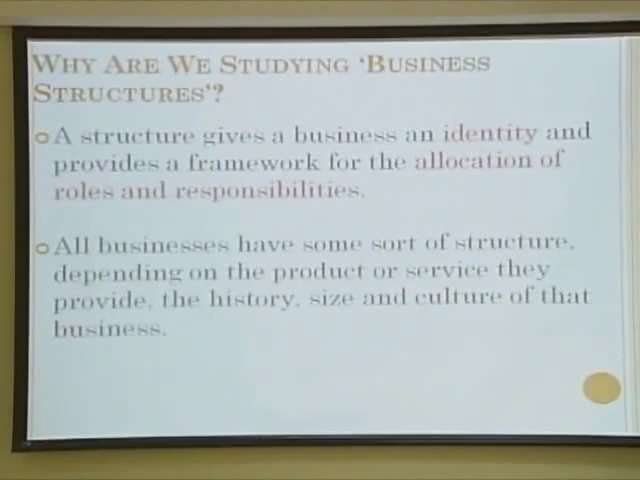 WHY ARE WE STUDYING ‘BUSINESS
STRUCTURES’?
A structure gives a business an identity and
provides a framework for the allocation of
roles and responsibilities.
All businesses have some sort of structure,
depending on the product or service they
provide, the history, size and culture of that
business.